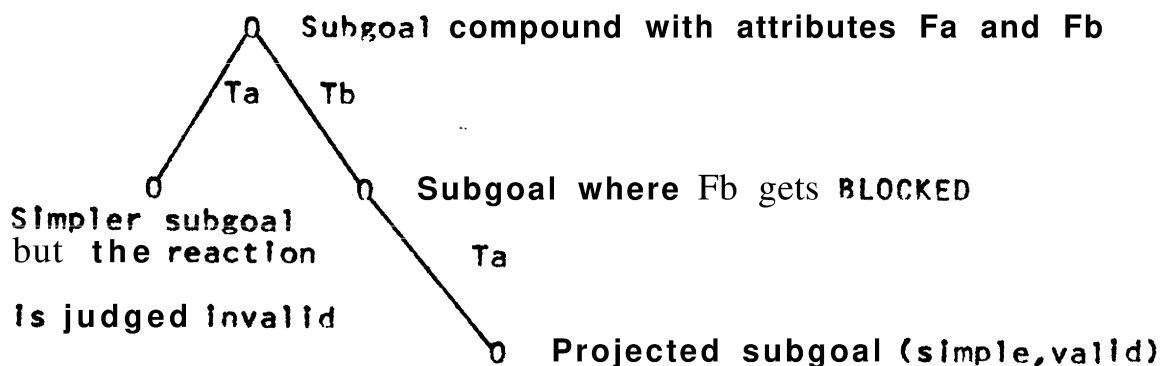 Subgoal compound with attributes Fa and Fb
Ta Tb
Subgoal where Fb gets BLOCKED
Simpler subgoal
but the reaction
Ta
is judged invalid
Projected subgoal (simple,valid)